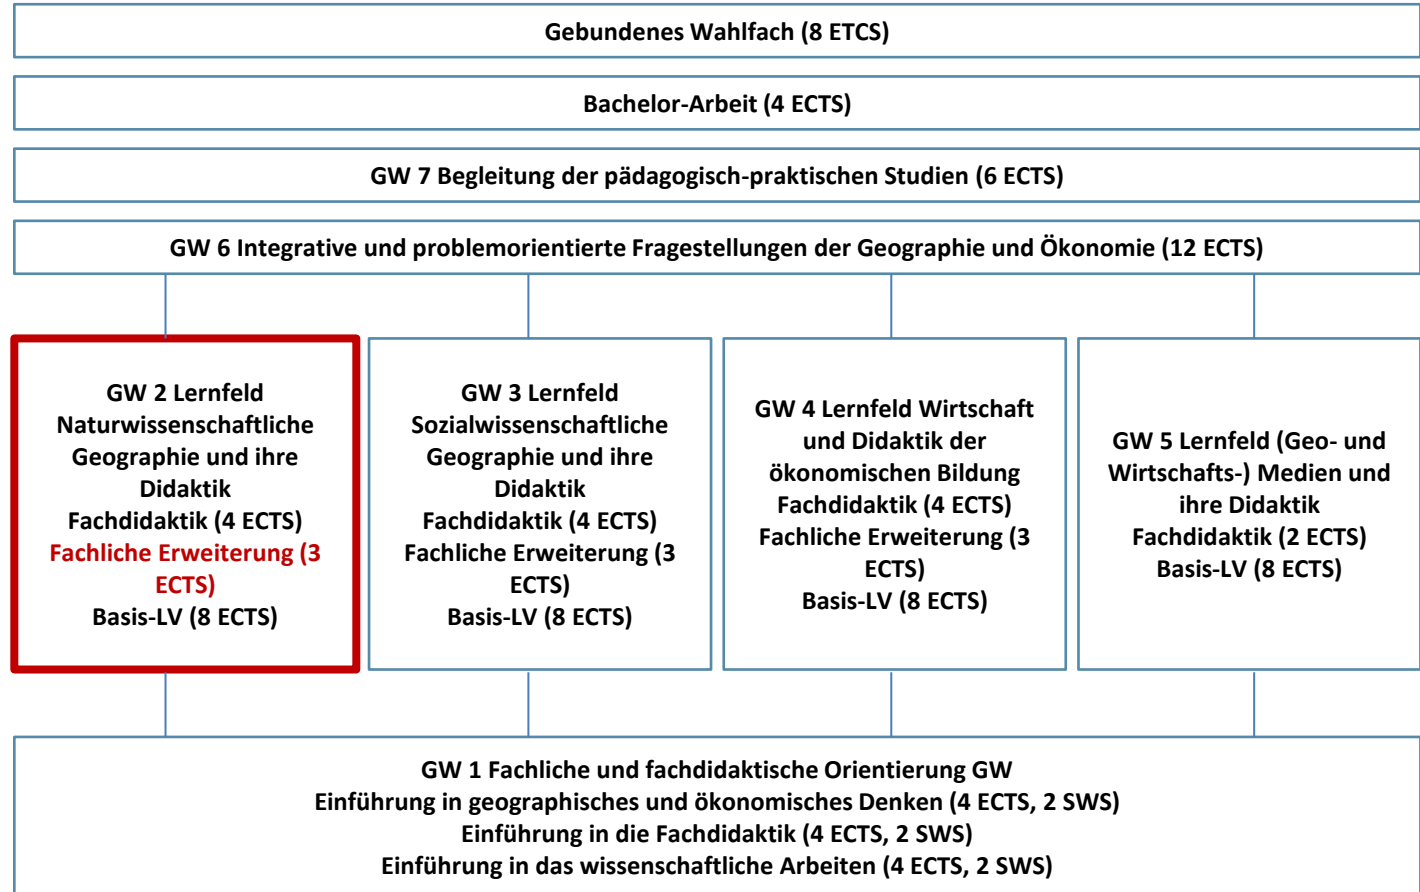 Gebundenes Wahlfach (8 ETCS)
Bachelor-Arbeit (4 ECTS)
GW 7 Begleitung der pädagogisch-praktischen Studien (6 ECTS)
GW 6 Integrative und problemorientierte Fragestellungen der Geographie und Ökonomie (12 ECTS)
GW 2 Lernfeld
Naturwissenschaftliche
Geographie und ihre
Didaktik
Fachdidaktik (4 ECTS)
Fachliche Erweiterung (3
ECTS)
Basis-LV (8 ECTS)
GW 3 Lernfeld
Sozialwissenschaftliche
Geographie und ihre
Didaktik
Fachdidaktik (4 ECTS)
Fachliche Erweiterung (3
ECTS)
Basis-LV (8 ECTS)
GW 4 Lernfeld Wirtschaft
und Didaktik der
ökonomischen Bildung
Fachdidaktik (4 ECTS)
Fachliche Erweiterung (3
ECTS)
Basis-LV (8 ECTS)
GW 5 Lernfeld (Geo- und
Wirtschafts-) Medien und
ihre Didaktik
Fachdidaktik (2 ECTS)
Basis-LV (8 ECTS)
GW 1 Fachliche und fachdidaktische Orientierung GW
Einführung in geographisches und ökonomisches Denken (4 ECTS, 2 SWS)
Einführung in die Fachdidaktik (4 ECTS, 2 SWS)
Einführung in das wissenschaftliche Arbeiten (4 ECTS, 2 SWS)